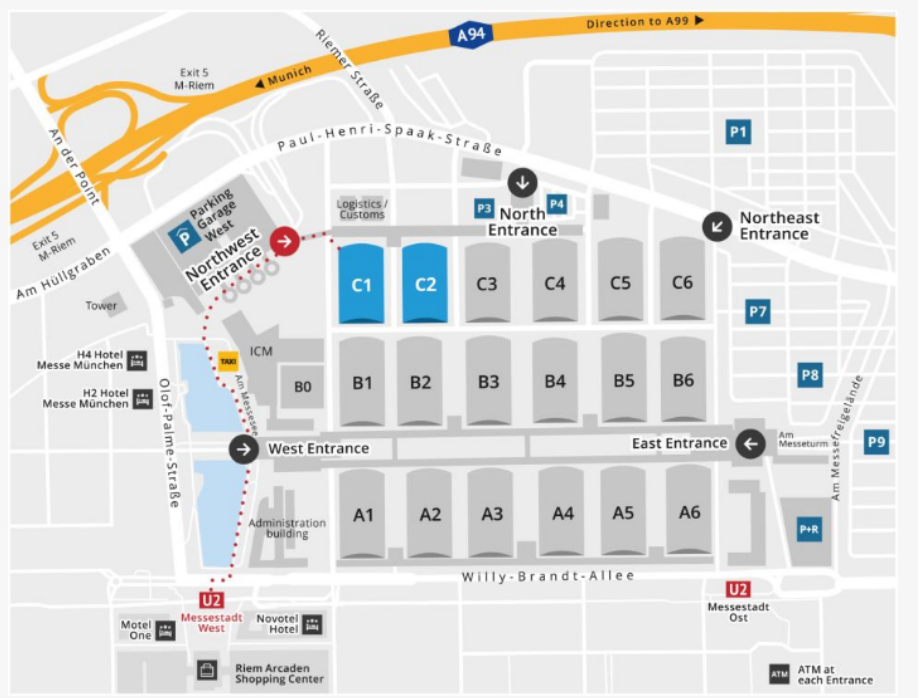 Direction to A99 ►
A94
Riemer Straße
◄ Munich
Exit 5
M-Riem
Paul-Henri-Spaak-Straße
An der Point
P1
Parking
Garage
West
P
Logistics /
Customs
P3
P4
North
Entrance
Northeast
Entrance
Northwest
Entrance
Exit 5
M-Riem
Am Hüllgraben
C1
C2
C3
C4
C5
C6
Tower
P7
TAXI
ICM
H4 Hotel
Messe München
H2 Hotel
Messe München
B0
B1
B2
B3
B4
B5
B6
P8
Olof-Palme-Straße
Am Messesee
Am Messefreigelände
West Entrance
East Entrance
Am
Messeturm
P9
A1
A2
A3
A4
A5
A6
Administration
building
P+R
Willy-Brandt-Allee
U2
Messestadt
West
U2
Messestadt
Ost
Motel
One
Novotel
Hotel
Riem Arcaden
Shopping Center
ATM
ATM at
each Entrance